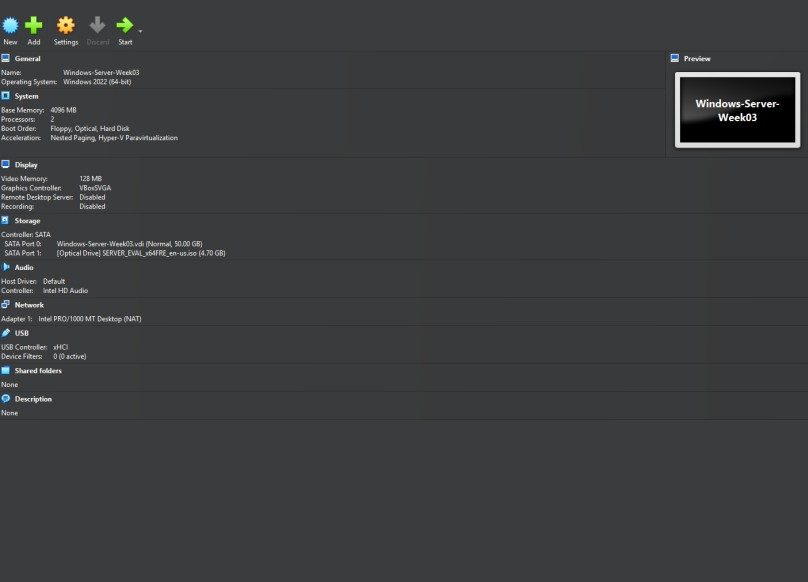 New Add Settings Discard Start
General
Name: Windows-Server-Week03
Operating System: Windows 2022 (64-bit)
System
Base Memory: 4096 MB
Processors: 2
Boot Order: Floppy, Optical, Hard Disk
Acceleration: Nested Paging, Hyper-V Paravirtualization
Preview
Windows-Server-
Week03
Display
Video Memory: 128 MB
Graphics Controller: VBoxSVGA
Remote Desktop Server: Disabled
Recording: Disabled
Storage
Controller: SATA
SATA Port 0: Windows-Server-Week03.vdi (Normal, 50.00 GB)
SATA Port 1: [Optical Drive] SERVER_EVAL_x64FRE_en-us.iso (4.70 GB)
Audio
Host Driver: Default
Controller: Intel HD Audio
Network
Adapter 1: Intel PRO/1000 MT Desktop (NAT)
USB
USB Controller: xHCI
Device Filters: 0 (0 active)
Shared folders
None
Description
None